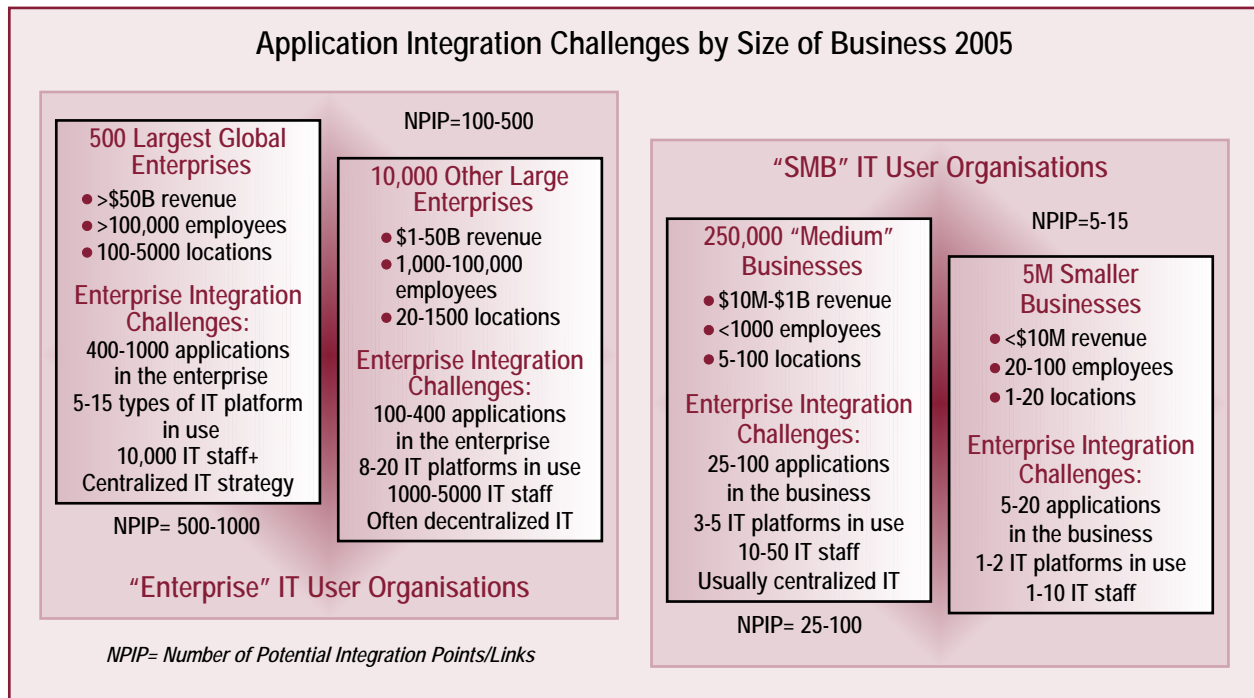 Application Integration Challenges by Size of Business 2005
500 Largest Global
Enterprises
● >$50B revenue
● >100,000 employees
● 100-5000 locations
Enterprise Integration
Challenges:
400-1000 applications
in the enterprise
5-15 types of IT platform
in use
10,000 IT staff+
Centralized IT strategy
NPIP= 500-1000
NPIP=100-500
10,000 Other Large
Enterprises
● $1-50B revenue
● 1,000-100,000
employees
● 20-1500 locations
Enterprise Integration
Challenges:
100-400 applications
in the enterprise
8-20 IT platforms in use
1000-5000 IT staff
Often decentralized IT
“Enterprise” IT User Organisations
NPIP= Number of Potential Integration Points/Links
“SMB” IT User Organisations
250,000 “Medium”
Businesses
● $10M-$1B revenue
● <1000 employees
● 5-100 locations
Enterprise Integration
Challenges:
25-100 applications
in the business
3-5 IT platforms in use
10-50 IT staff
Usually centralized IT
NPIP= 25-100
NPIP=5-15
5M Smaller
Businesses
● <$10M revenue
● 20-100 employees
● 1-20 locations
Enterprise Integration
Challenges:
5-20 applications
in the business
1-2 IT platforms in use
1-10 IT staff